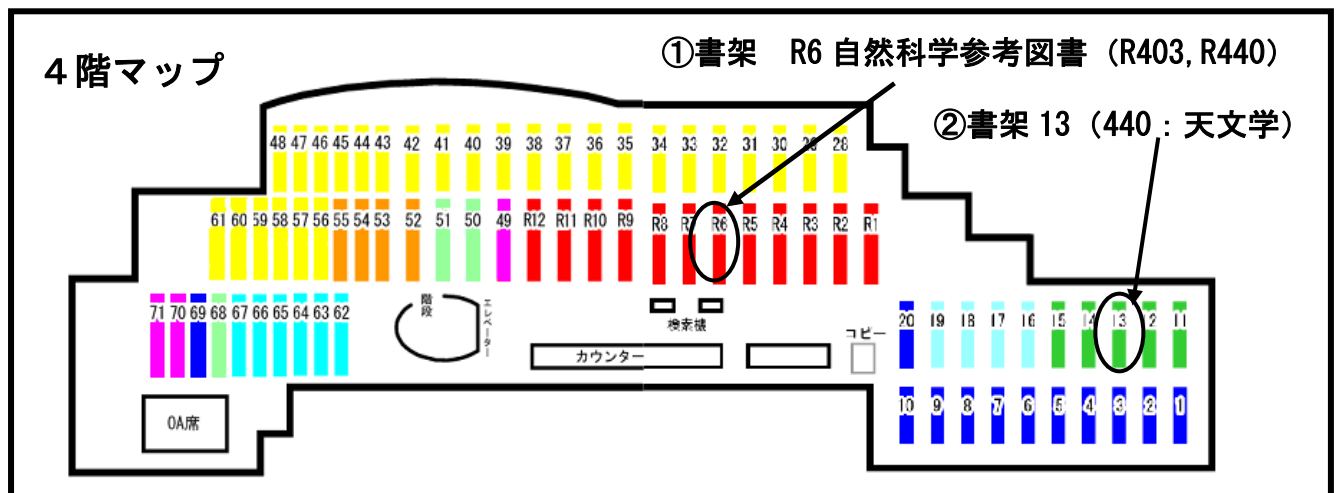 4階マップ
①書架　R6 自然科学参考図書（R403, R440）
②書架 13（440：天文学）
48 47 46 45 44 43 42 41 40 39 38 37 36 35 34 33 32 31 30 29 28
61 60 59 58 57 56 55 54 53 52 51 50 49 R12 R11 R10 R9 R8 R7 R6 R5 R4 R3 R2 R1
71 70 69 68 67 66 65 64 63 62
階段
エレベーター
検索機
カウンター
コピー
20 19 18 17 16 15 14 13 12 11
10 9 8 7 6 5 4 3 2 1
OA席